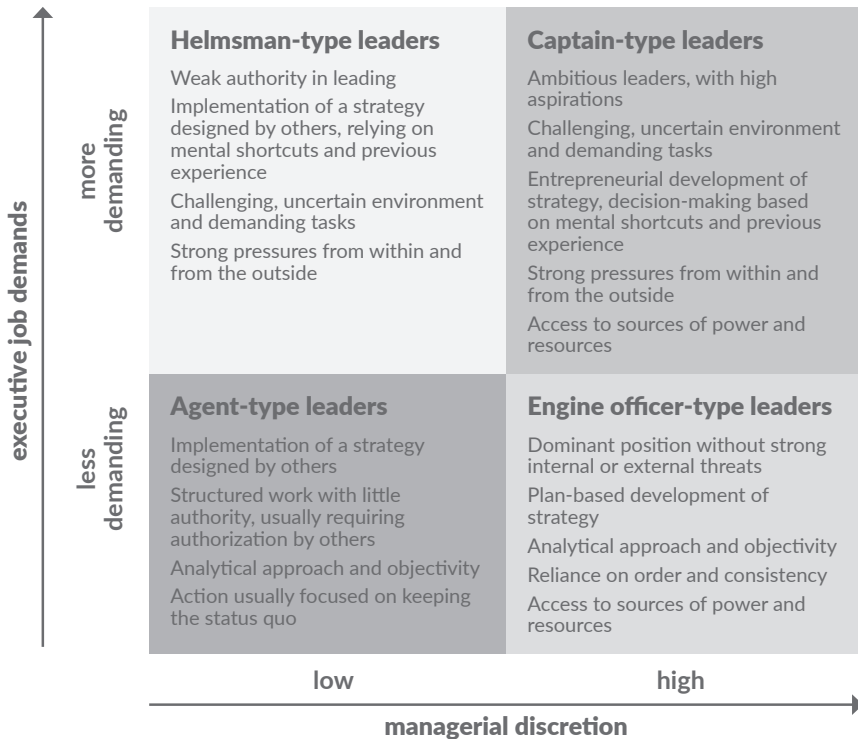 executive job demands
more
demanding
less
demanding
Helmsman-type leaders
Weak authority in leading
Implementation of a strategy
designed by others, relying on
mental shortcuts and previous
experience
Challenging, uncertain environment
and demanding tasks
Strong pressures from within and
from the outside
Captain-type leaders
Ambitious leaders, with high
aspirations
Challenging, uncertain environment
and demanding tasks
Entrepreneurial development of
strategy, decision-making based
on mental shortcuts and previous
experience
Strong pressures from within and
from the outside
Access to sources of power and
resources
Agent-type leaders
Implementation of a strategy
designed by others
Structured work with little
authority, usually requiring
authorization by others
Analytical approach and objectivity
Action usually focused on keeping
the status quo
Engine officer-type leaders
Dominant position without strong
internal or external threats
Plan-based development of
strategy
Analytical approach and objectivity
Reliance on order and consistency
Access to sources of power and
resources
low
high
managerial discretion